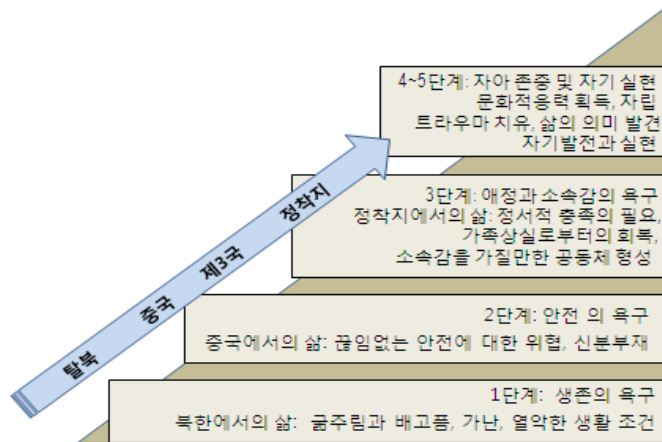 4~5단계: 자아 존중 및 자기 실현
문화적응력 획득, 자립
트라우마 치유, 삶의 의미 발견
자기발전과 실현
3단계: 애정과 소속감의 욕구
정착지에서의 삶: 정서적 충족의 필요,
가족상실로부터의 회복,
소속감을 가질만한 공동체 형성
2단계: 안전 의 욕구
중국에서의 삶: 끊임없는 안전에 대한 위협, 신분부재
1단계: 생존의 욕구
북한에서의 삶: 굶주림과 배고픔, 가난, 열악한 생활 조건
탈북 중국 제3국 정착지